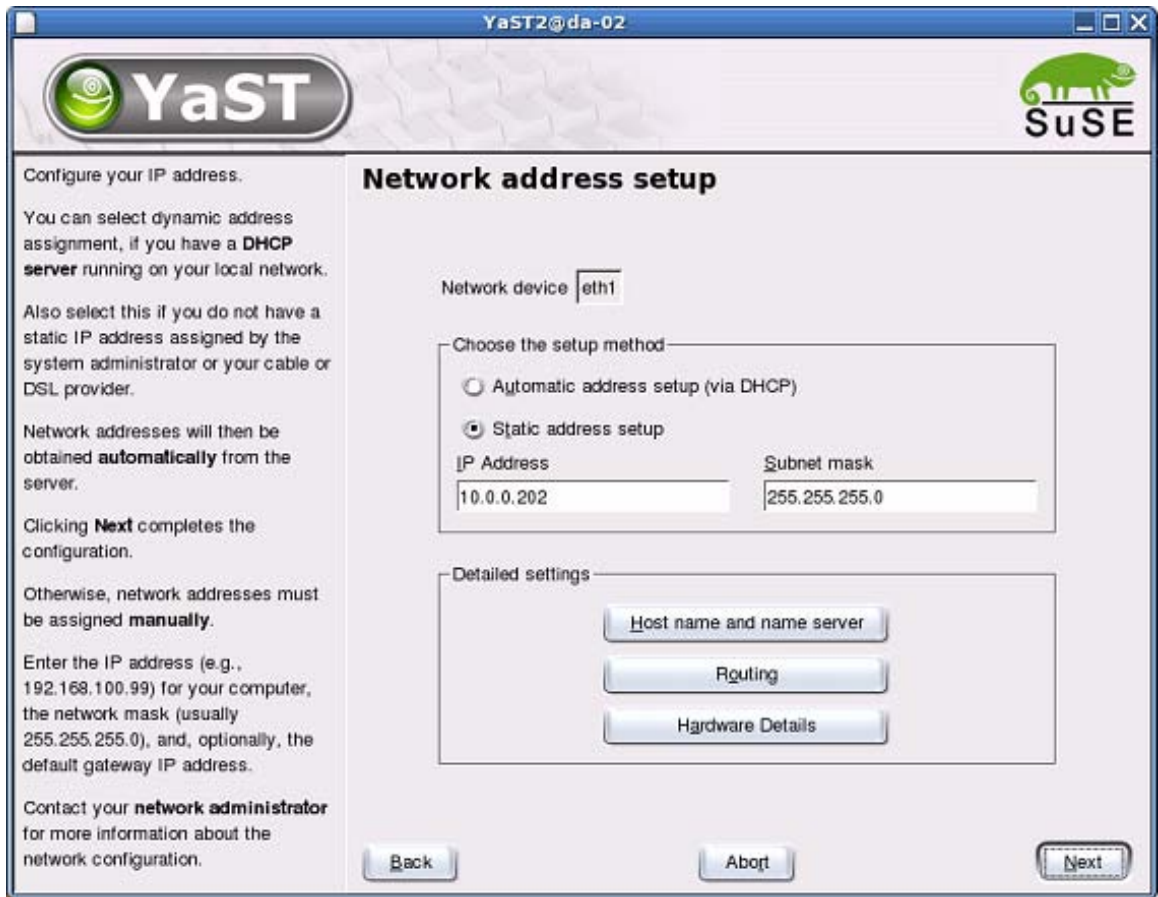 YaST2@da-02
YaST
SuSE
Configure your IP address.
You can select dynamic address
assignment, if you have a DHCP
server running on your local network.
Also select this if you do not have a
static IP address assigned by the
system administrator or your cable or
DSL provider.
Network addresses will then be
obtained automatically from the
server.
Clicking Next completes the
configuration.
Otherwise, network addresses must
be assigned manually.
Enter the IP address (e.g.,
192.168.100.99) for your computer,
the network mask (usually
255.255.255.0), and, optionally, the
default gateway IP address.
Contact your network administrator
for more information about the
network configuration.
Network address setup
Network device eth1
Choose the setup method
Automatic address setup (via DHCP)
Static address setup
IP Address Subnet mask
10.0.0.202 255.255.255.0
Detailed settings
Host name and name server
Routing
Hardware Details
Back Abort Next